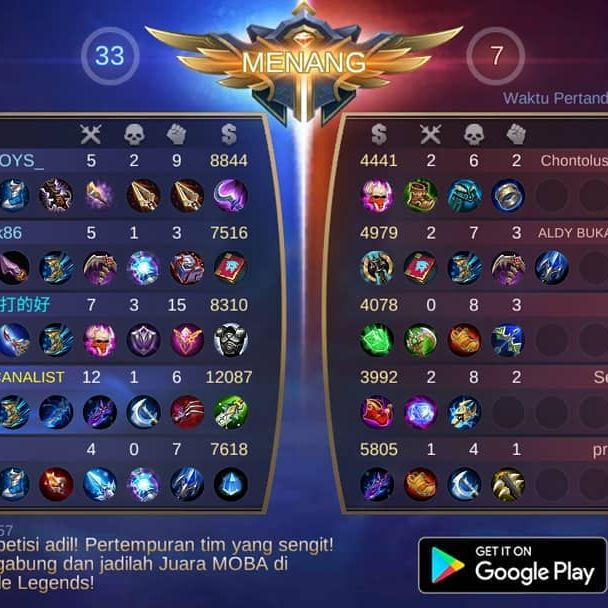 33 MENANG 7
Waktu Pertand
OYS_ 5 2 9 8844
4441 2 6 2 Chontolus
x86 5 1 3 7516
4979 2 7 3 ALDY BUKA
打的好 7 3 15 8310
4078 0 8 3
CANALIST 12 1 6 12087
3992 2 8 2 Se
4 0 7 7618
5805 1 4 1 pr
57
petisi adil! Pertempuran tim yang sengit!
gabung dan jadilah Juara MOBA di
le Legends!
GET IT ON
Google Play